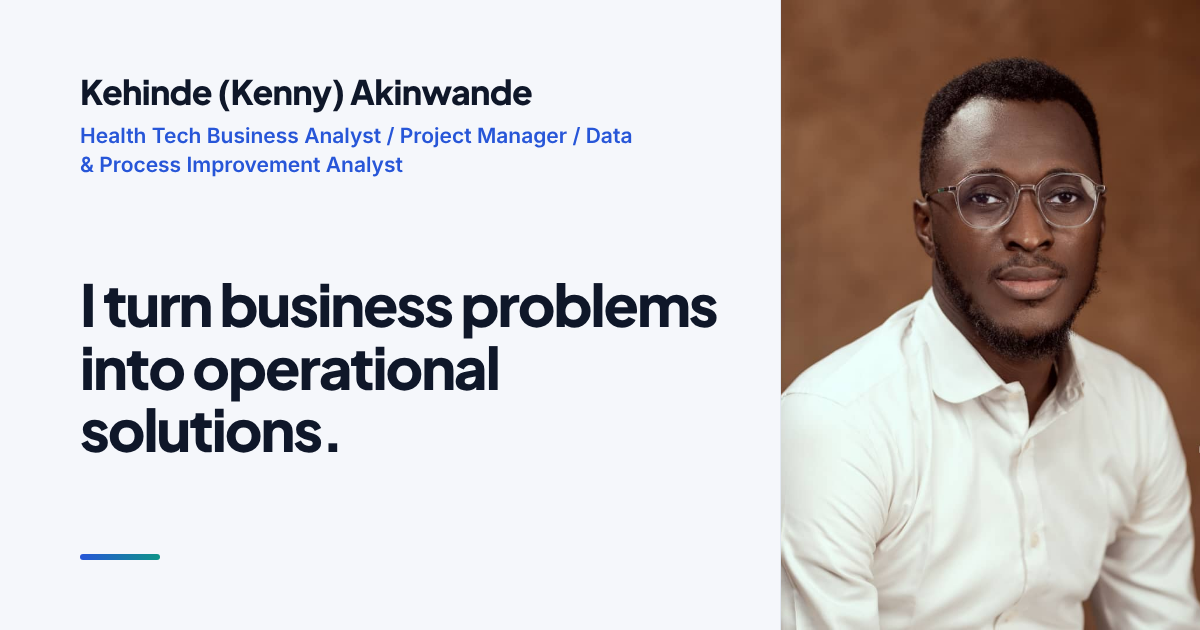 Kehinde (Kenny) Akinwande
Health Tech Business Analyst / Project Manager / Data
& Process Improvement Analyst
I turn business problems
into operational
solutions.